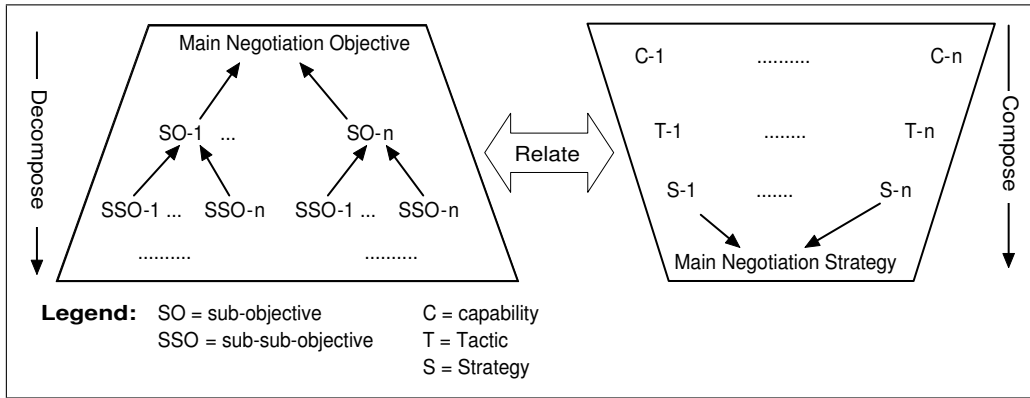 Main Negotiation Objective
SO-1 ... SO-n
SSO-1 ... SSO-n SSO-1 ... SSO-n
.......... ..........
Decompose
Relate
C-1 .......... C-n
T-1 ........ T-n
S-1 ....... S-n
Main Negotiation Strategy
Compose
Legend: SO = sub-objective C = capability
SSO = sub-sub-objective T = Tactic
S = Strategy